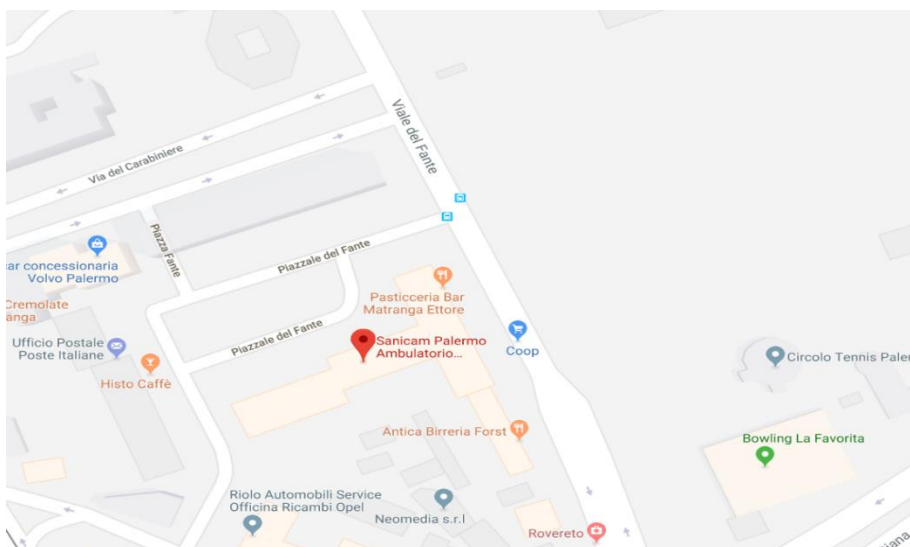 Viale del Fante
Via del Carabiniere
Piazza Fante
Piazzale del Fante
ar concessionaria
Volvo Palermo
Pasticceria Bar
Matranga Ettore
Cremolate
anga
Piazzale del Fante
Sanicam Palermo
Ambulatorio...
Ufficio Postale
Poste Italiane
Coop
Circolo Tennis Paler
Histo Caffè
Antica Birreria Forst
Bowling La Favorita
Riolo Automobili Service
Officina Ricambi Opel
Neomedia s.r.l
Rovereto
iana